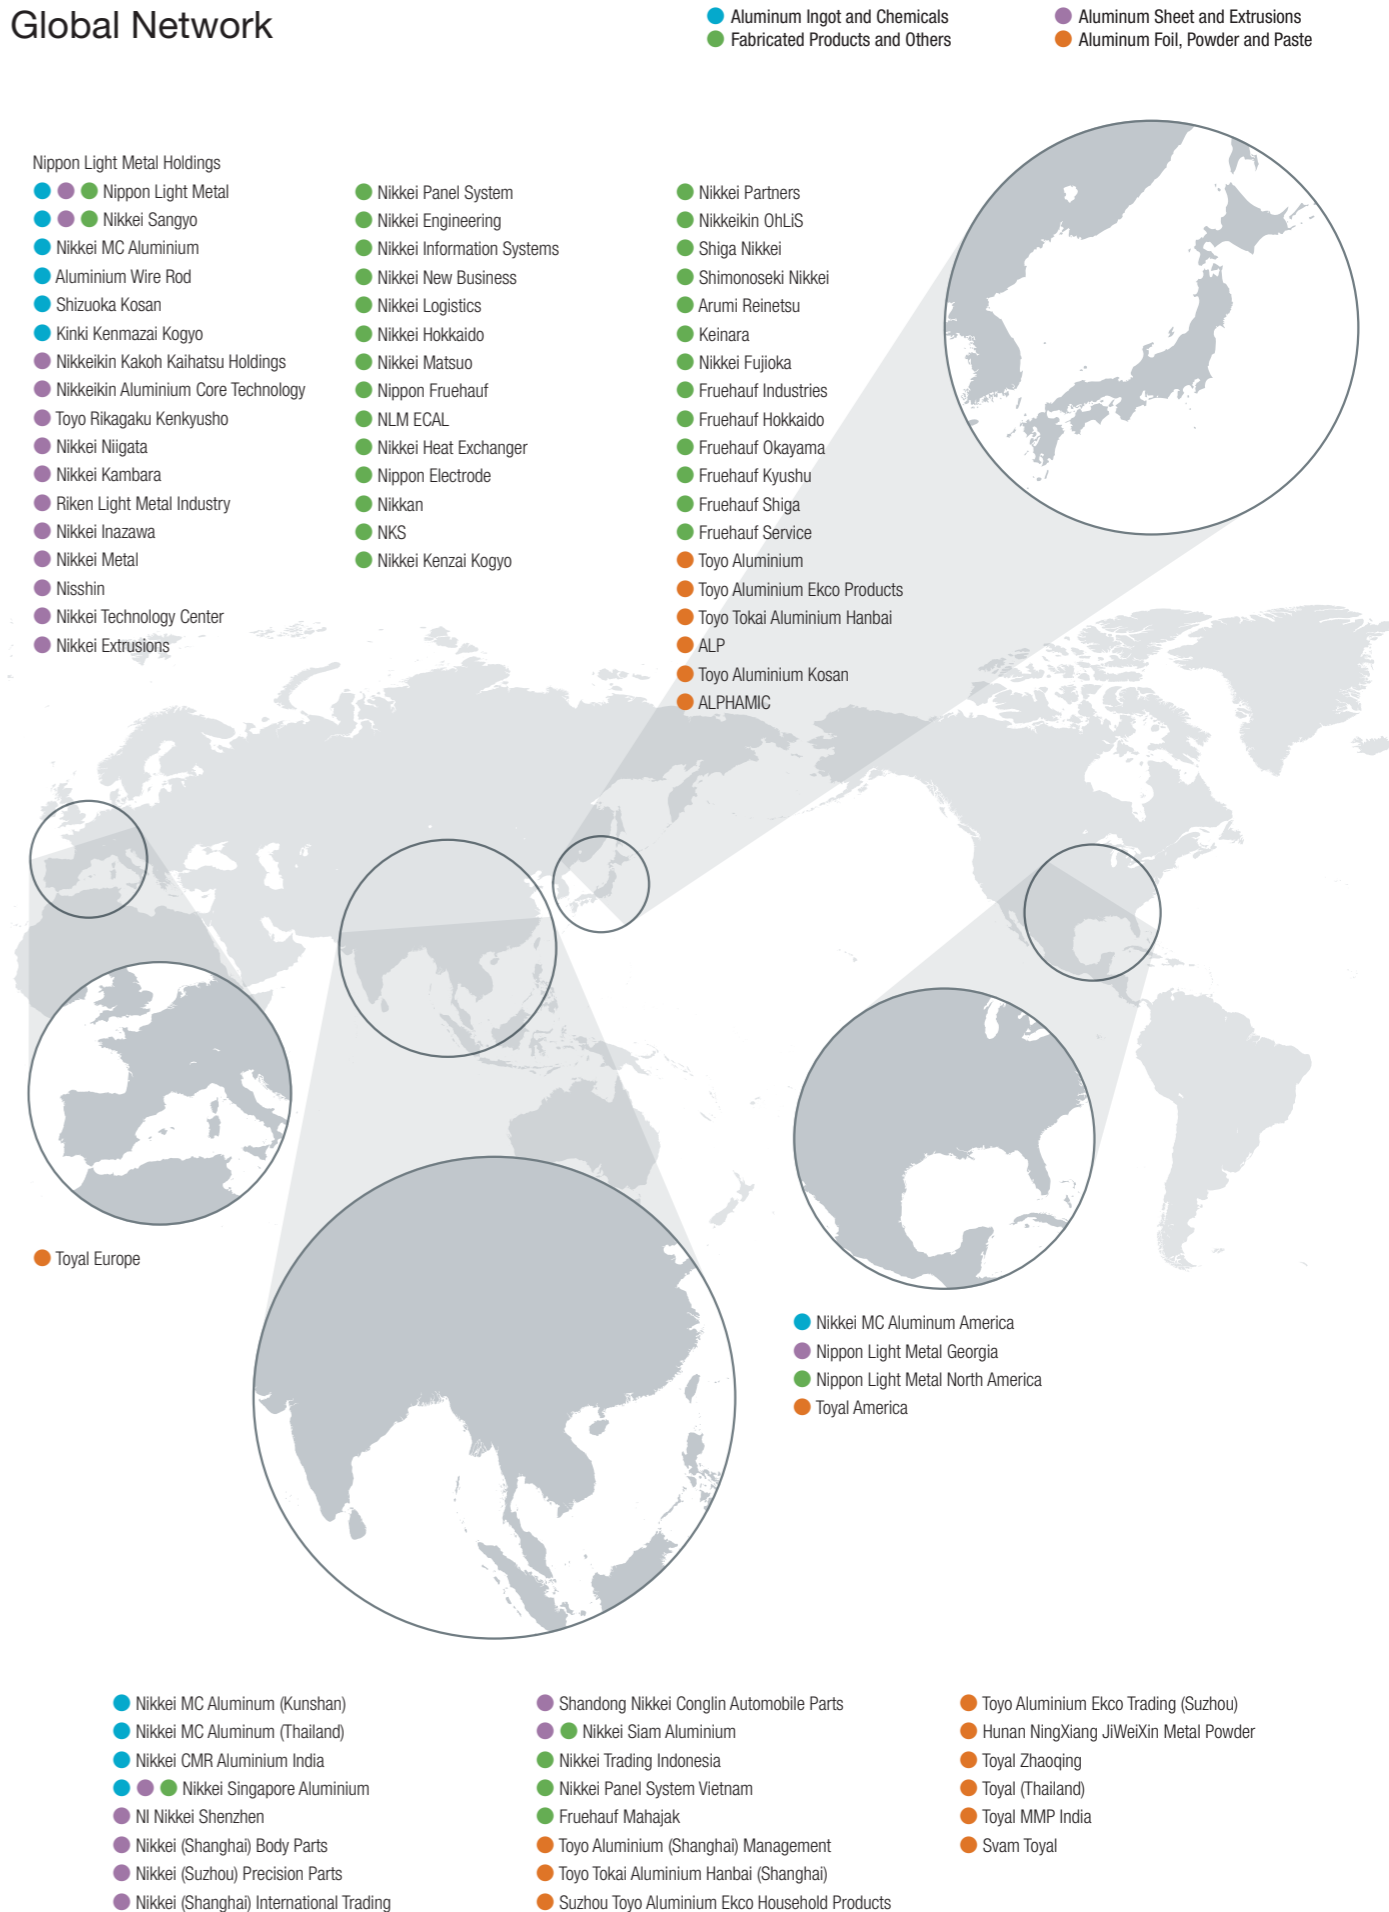 Global Network
Aluminum Ingot and Chemicals
Fabricated Products and Others
Aluminum Sheet and Extrusions
Aluminum Foil, Powder and Paste
Nippon Light Metal Holdings
Nippon Light Metal
Nikkei Sangyo
Nikkei MC Aluminium
Aluminium Wire Rod
Shizuoka Kosan
Kinki Kenmazai Kogyo
Nikkeikin Kakoh Kaihatsu Holdings
Nikkeikin Aluminium Core Technology
Toyo Rikagaku Kenkyusho
Nikkei Niigata
Nikkei Kambara
Riken Light Metal Industry
Nikkei Inazawa
Nikkei Metal
Nisshin
Nikkei Technology Center
Nikkei Extrusions
Nikkei Panel System
Nikkei Engineering
Nikkei Information Systems
Nikkei New Business
Nikkei Logistics
Nikkei Hokkaido
Nikkei Matsuo
Nippon Fruehauf
NLM ECAL
Nikkei Heat Exchanger
Nippon Electrode
Nikkan
NKS
Nikkei Kenzai Kogyo
Nikkei Partners
Nikkeikin OhLiS
Shiga Nikkei
Shimonoseki Nikkei
Arumi Reinetsu
Keinara
Nikkei Fujioka
Fruehauf Industries
Fruehauf Hokkaido
Fruehauf Okayama
Fruehauf Kyushu
Fruehauf Shiga
Fruehauf Service
Toyo Aluminium
Toyo Aluminium Ekco Products
Toyo Tokai Aluminium Hanbai
ALP
Toyo Aluminium Kosan
ALPHAMIC
Toyal Europe
Nikkei MC Aluminum America
Nippon Light Metal Georgia
Nippon Light Metal North America
Toyal America
Nikkei MC Aluminum (Kunshan)
Nikkei MC Aluminum (Thailand)
Nikkei CMR Aluminium India
Nikkei Singapore Aluminium
NI Nikkei Shenzhen
Nikkei (Shanghai) Body Parts
Nikkei (Suzhou) Precision Parts
Nikkei (Shanghai) International Trading
Shandong Nikkei Conglin Automobile Parts
Nikkei Siam Aluminium
Nikkei Trading Indonesia
Nikkei Panel System Vietnam
Fruehauf Mahajak
Toyo Aluminium (Shanghai) Management
Toyo Tokai Aluminium Hanbai (Shanghai)
Suzhou Toyo Aluminium Ekco Household Products
Toyo Aluminium Ekco Trading (Suzhou)
Hunan NingXiang JiWeiXin Metal Powder
Toyal Zhaoqing
Toyal (Thailand)
Toyal MMP India
Svam Toyal